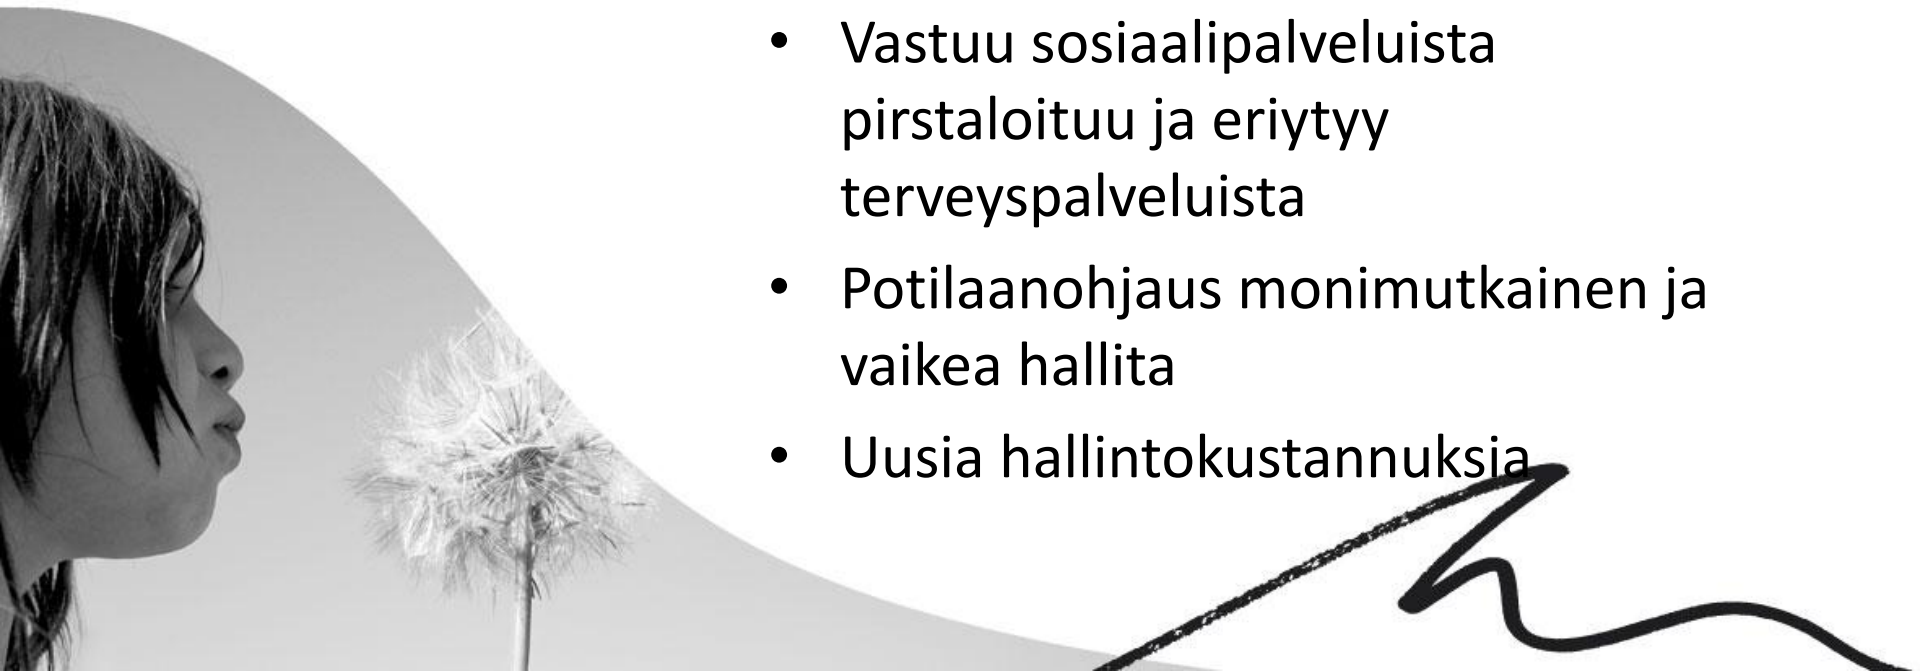 • Vastuu sosiaalipalveluista
pirstaloituu ja eriytyy
terveyspalveluista
• Potilaanohjaus monimutkainen ja
vaikea hallita
• Uusia hallintokustannuksia